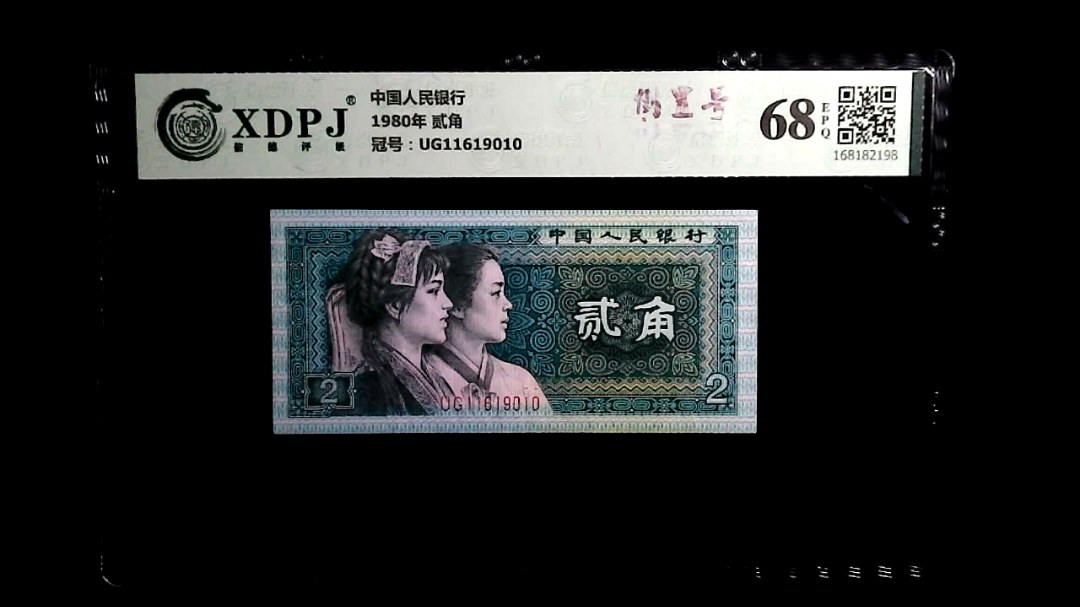 XDPJ®
信德评级
中国人民银行
1980年 贰角
冠号：UG11619010
倒置号
68
EPQ
168182198
中国人民银行
贰角
2
2
UG11619010